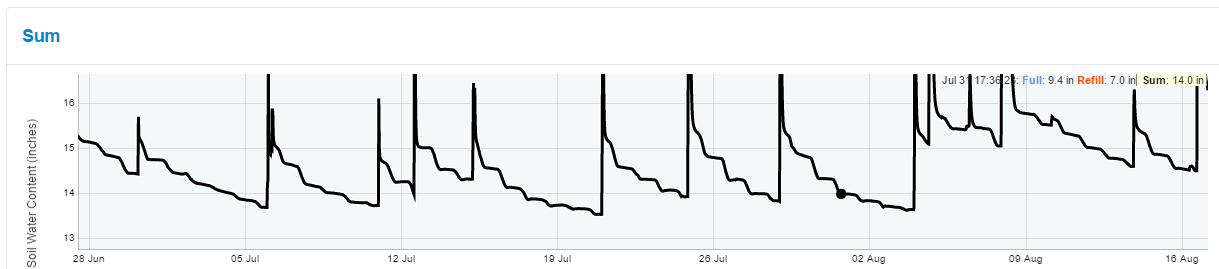 Sum
Jul 31 17:36:23: Full: 9.4 in Refill: 7.0 in Sum: 14.0 in
Soil Water Content (inches)
16
15
14
13
28 Jun 05 Jul 12 Jul 19 Jul 26 Jul 02 Aug 09 Aug 16 Aug